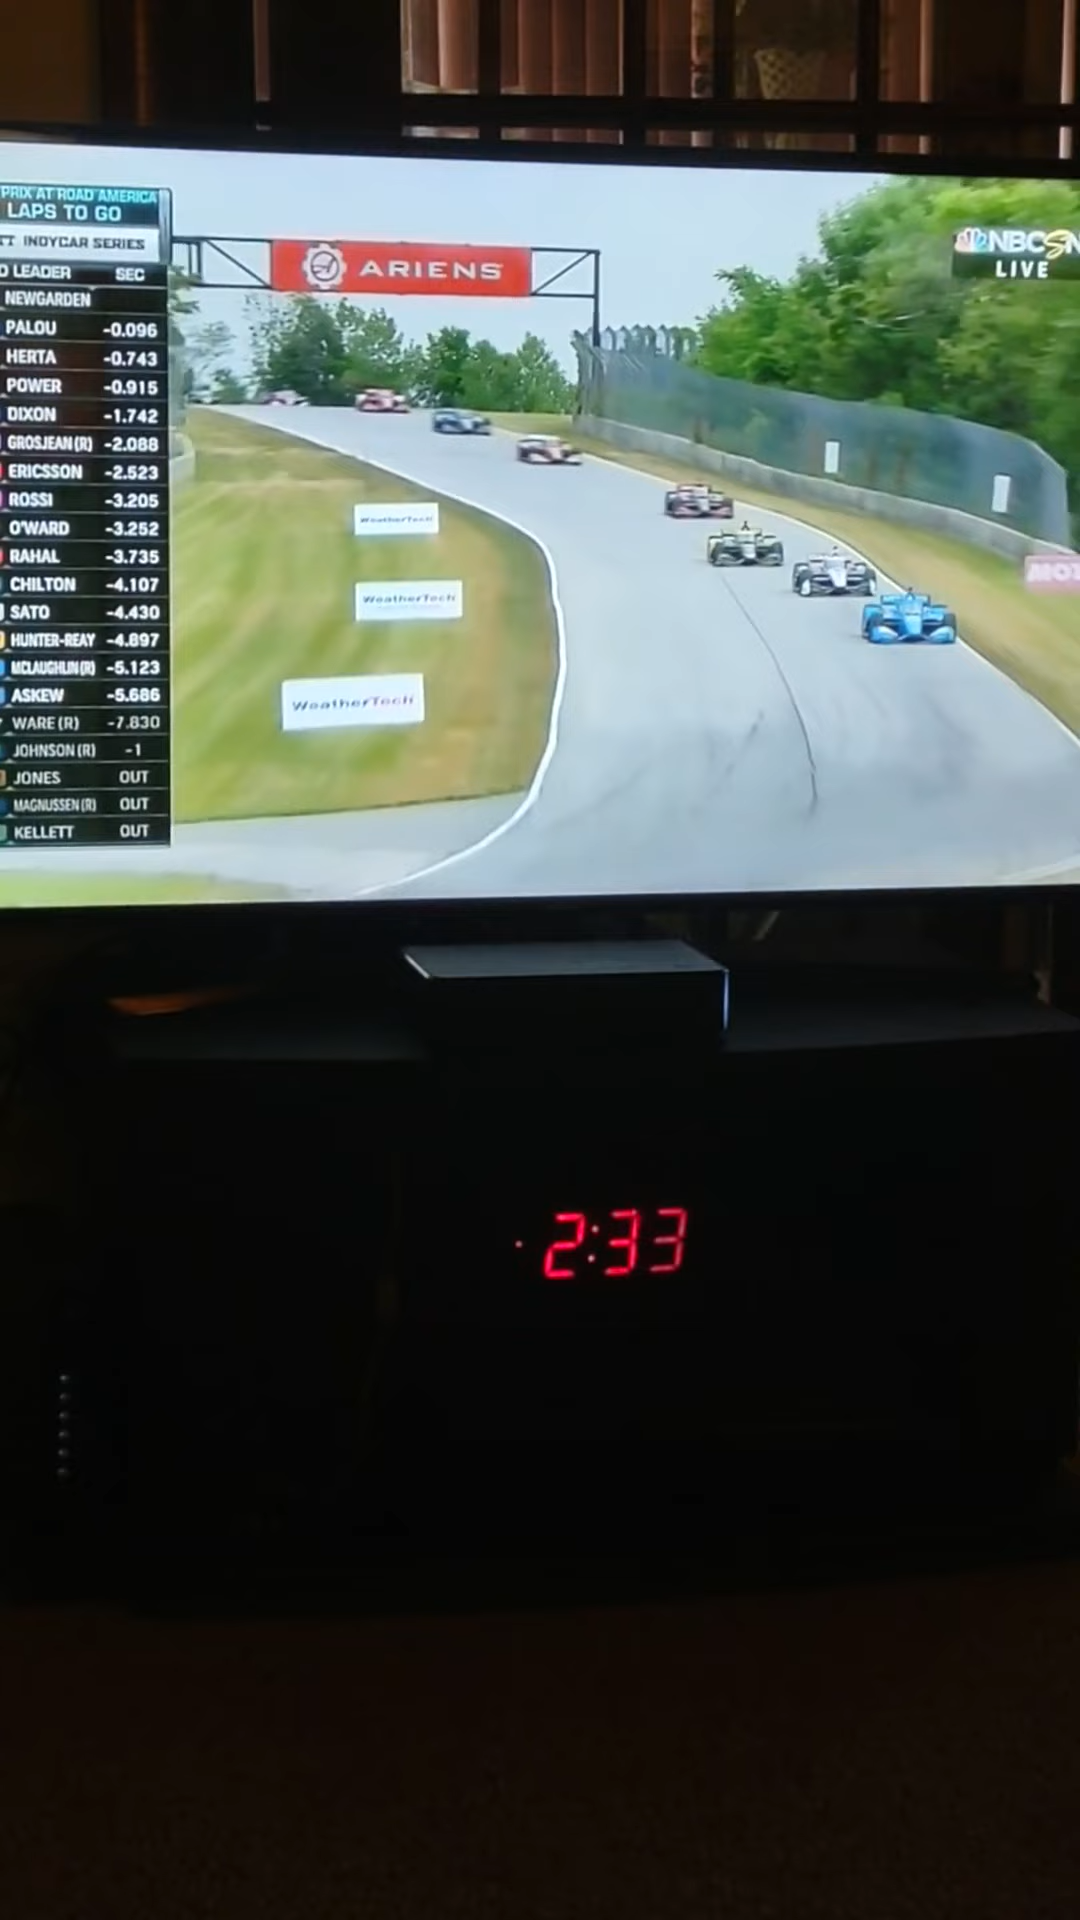 PRIX AT ROAD AMERICA
LAPS TO GO
INDYCAR SERIES
LEADER SEC
NEWGARDEN
PALOU -0.096
HERTA -0.743
POWER -0.915
DIXON -1.742
GROSJEAN (R) -2.088
ERICSSON -2.523
ROSSI -3.205
O'WARD -3.252
RAHAL -3.735
CHILTON -4.107
SATO -4.430
HUNTER-REAY -4.897
MCLAUGHLIN (R) -5.123
ASKEW -5.686
WARE (R) -7.830
JOHNSON (R) -1
JONES OUT
MAGNUSSEN (R) OUT
KELLETT OUT
ARIENS
NBCSN
LIVE
WeatherTech
WeatherTech
WeatherTech
2:33